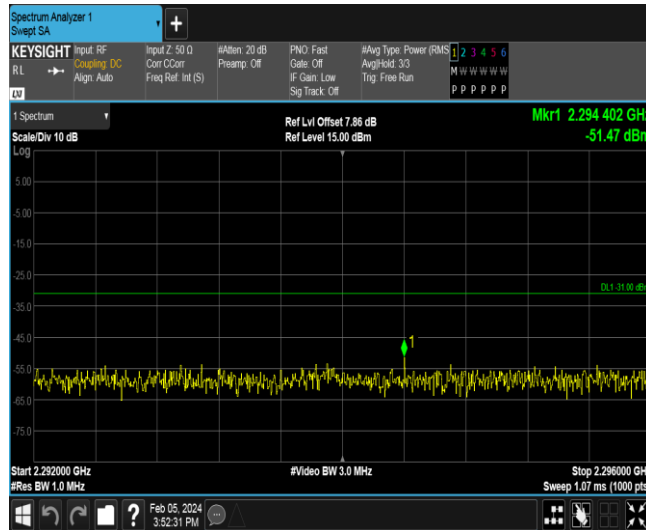 Spectrum Analyzer 1
Swept SA
+
KEYSIGHT
RL
LXI
Input: RF
Coupling: DC
Align: Auto
Input Z: 50 Ω
Corr CCorr
Freq Ref: Int (S)
#Atten: 20 dB
Preamp: Off
PNO: Fast
Gate: Off
IF Gain: Low
Sig Track: Off
#Avg Type: Power (RMS
Avg|Hold: 3/3
Trig: Free Run
1 2 3 4 5 6
M W W W W W
P P P P P P
1 Spectrum
Scale/Div 10 dB
Log
Ref Lvl Offset 7.86 dB
Ref Level 15.00 dBm
Mkr1 2.294 402 GHz
-51.47 dBm
5.00
-5.00
-15.0
-25.0
DL1 -31.00 dBm
-35.0
-45.0
1
-55.0
-65.0
-75.0
Start 2.292000 GHz
#Res BW 1.0 MHz
#Video BW 3.0 MHz
Stop 2.296000 GHz
Sweep 1.07 ms (1000 pts)
?
Feb 05, 2024
3:52:31 PM